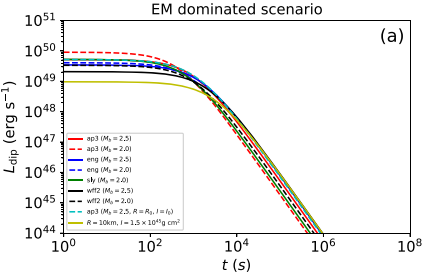 EM dominated scenario
(a)
10^51
10^50
10^49
10^48
10^47
10^46
10^45
10^44
L_dip (erg s^−1)
ap3 (M_b = 2.5)
ap3 (M_b = 2.0)
eng (M_b = 2.5)
eng (M_b = 2.0)
sly (M_b = 2.0)
wff2 (M_b = 2.5)
wff2 (M_b = 2.0)
ap3 (M_b = 2.5, R = R_0, I = I_0)
R = 10km, I = 1.5 × 10^45 g cm^2
10^0 10^2 10^4 10^6 10^8
t (s)